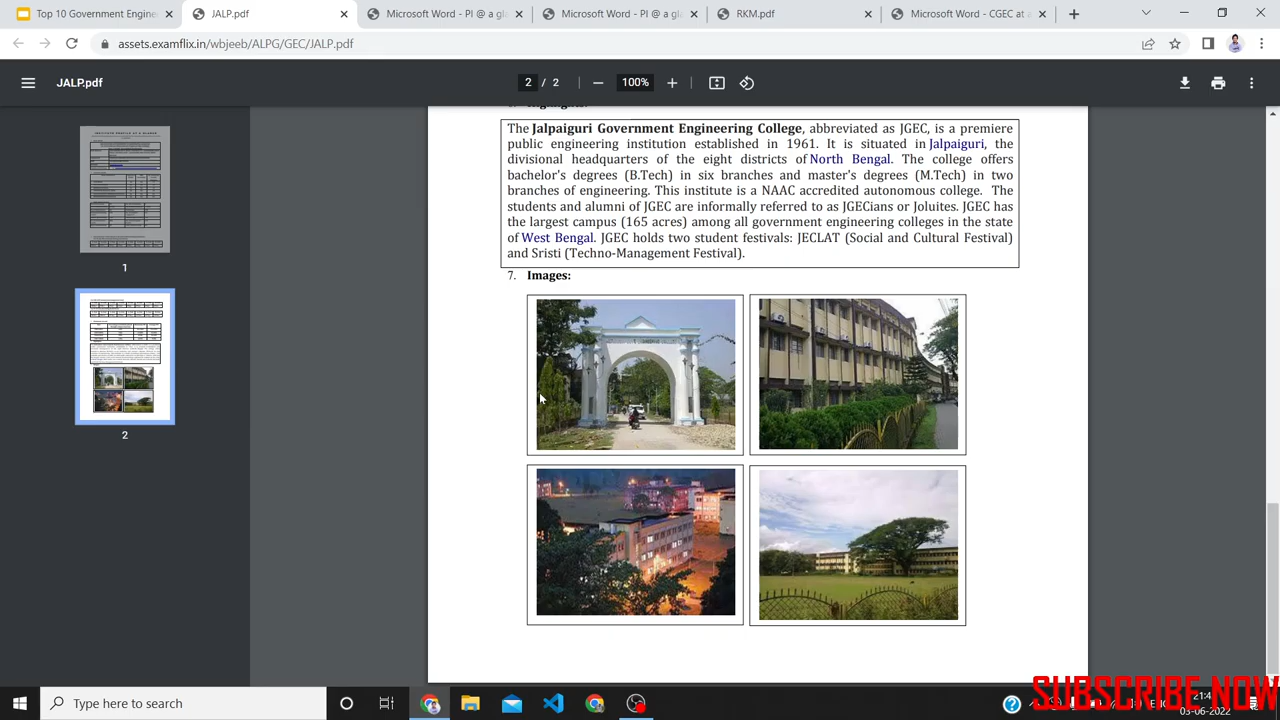 Top 10 Government Engine
JALP.pdf
Microsoft Word - PI @ a gl
Microsoft Word - PI @ a gla
RKM.pdf
Microsoft Word - CGEC at
assets.examflix.in/wbjeeb/ALPG/GEC/JALP.pdf
JALP.pdf
2 / 2
100%
The Jalpaiguri Government Engineering College, abbreviated as JGEC, is a premiere
public engineering institution established in 1961. It is situated in Jalpaiguri, the
divisional headquarters of the eight districts of North Bengal. The college offers
bachelor's degrees (B.Tech) in six branches and master's degrees (M.Tech) in two
branches of engineering. This institute is a NAAC accredited autonomous college. The
students and alumni of JGEC are informally referred to as JGECians or Joluites. JGEC has
the largest campus (165 acres) among all government engineering colleges in the state
of West Bengal. JGEC holds two student festivals: JECLAT (Social and Cultural Festival)
and Sristi (Techno-Management Festival).
7. Images:
1
2
Type here to search
SUBSCRIBE NOW
03-06-2022